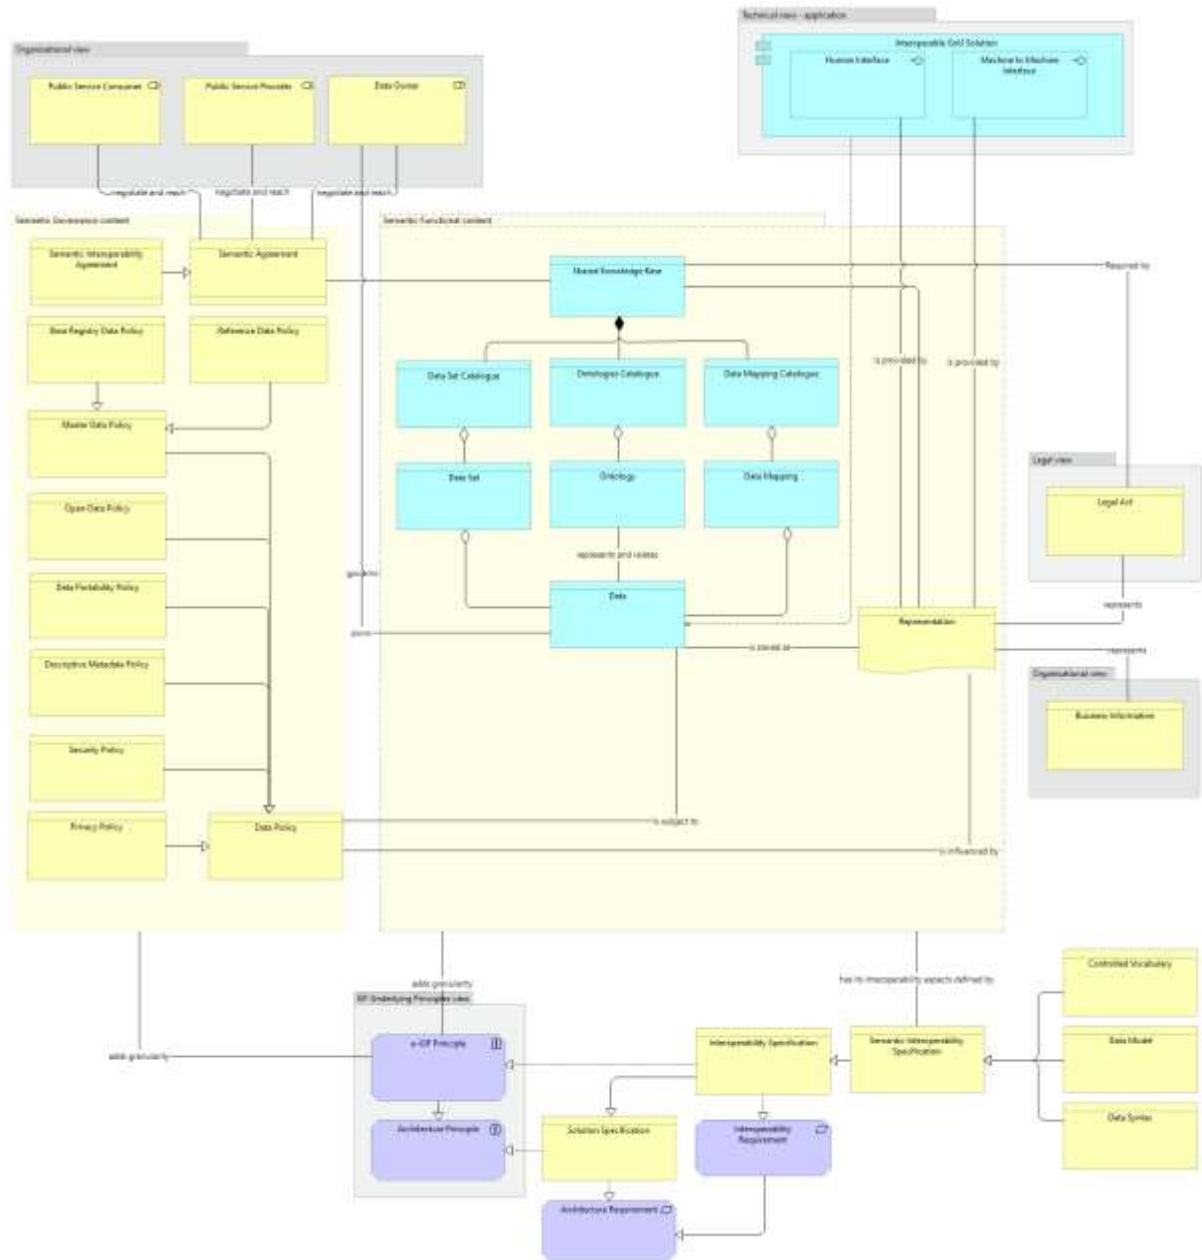 Technical view - application
Interoperable GovU Solution
Human Interface
Machine to Machine
Interface
Organisational view
Public Service Consumer
Public Service Provider
Data Owner
negotiate and reach
negotiate and reach
negotiate and reach
Semantic Governance content
Semantic Functional content
Semantic Interoperability
Agreement
Semantic Agreement
Shared Knowledge Base
Required by
Base Registry Data Policy
Reference Data Policy
is provided by
is provided by
Data Set Catalogue
Ontologies Catalogue
Data Mapping Catalogue
Master Data Policy
Legal view
Data Set
Ontology
Data Mapping
Legal Act
Open Data Policy
represents and relates
governs
Data Portability Policy
Data
represents
Representation
owns
is stored as
represents
Descriptive Metadata Policy
Organisational view
Business Information
Security Policy
Privacy Policy
Data Policy
is subject to
is influenced by
adds granularity
has its interoperability aspects defined by
Controlled Vocabulary
EIF Underlying Principles view
adds granularity
e-GIF Principle
Interoperability Specification
Semantic Interoperability
Specification
Data Model
Architecture Principle
Solution Specification
Interoperability
Requirement
Data Syntax
Architecture Requirement